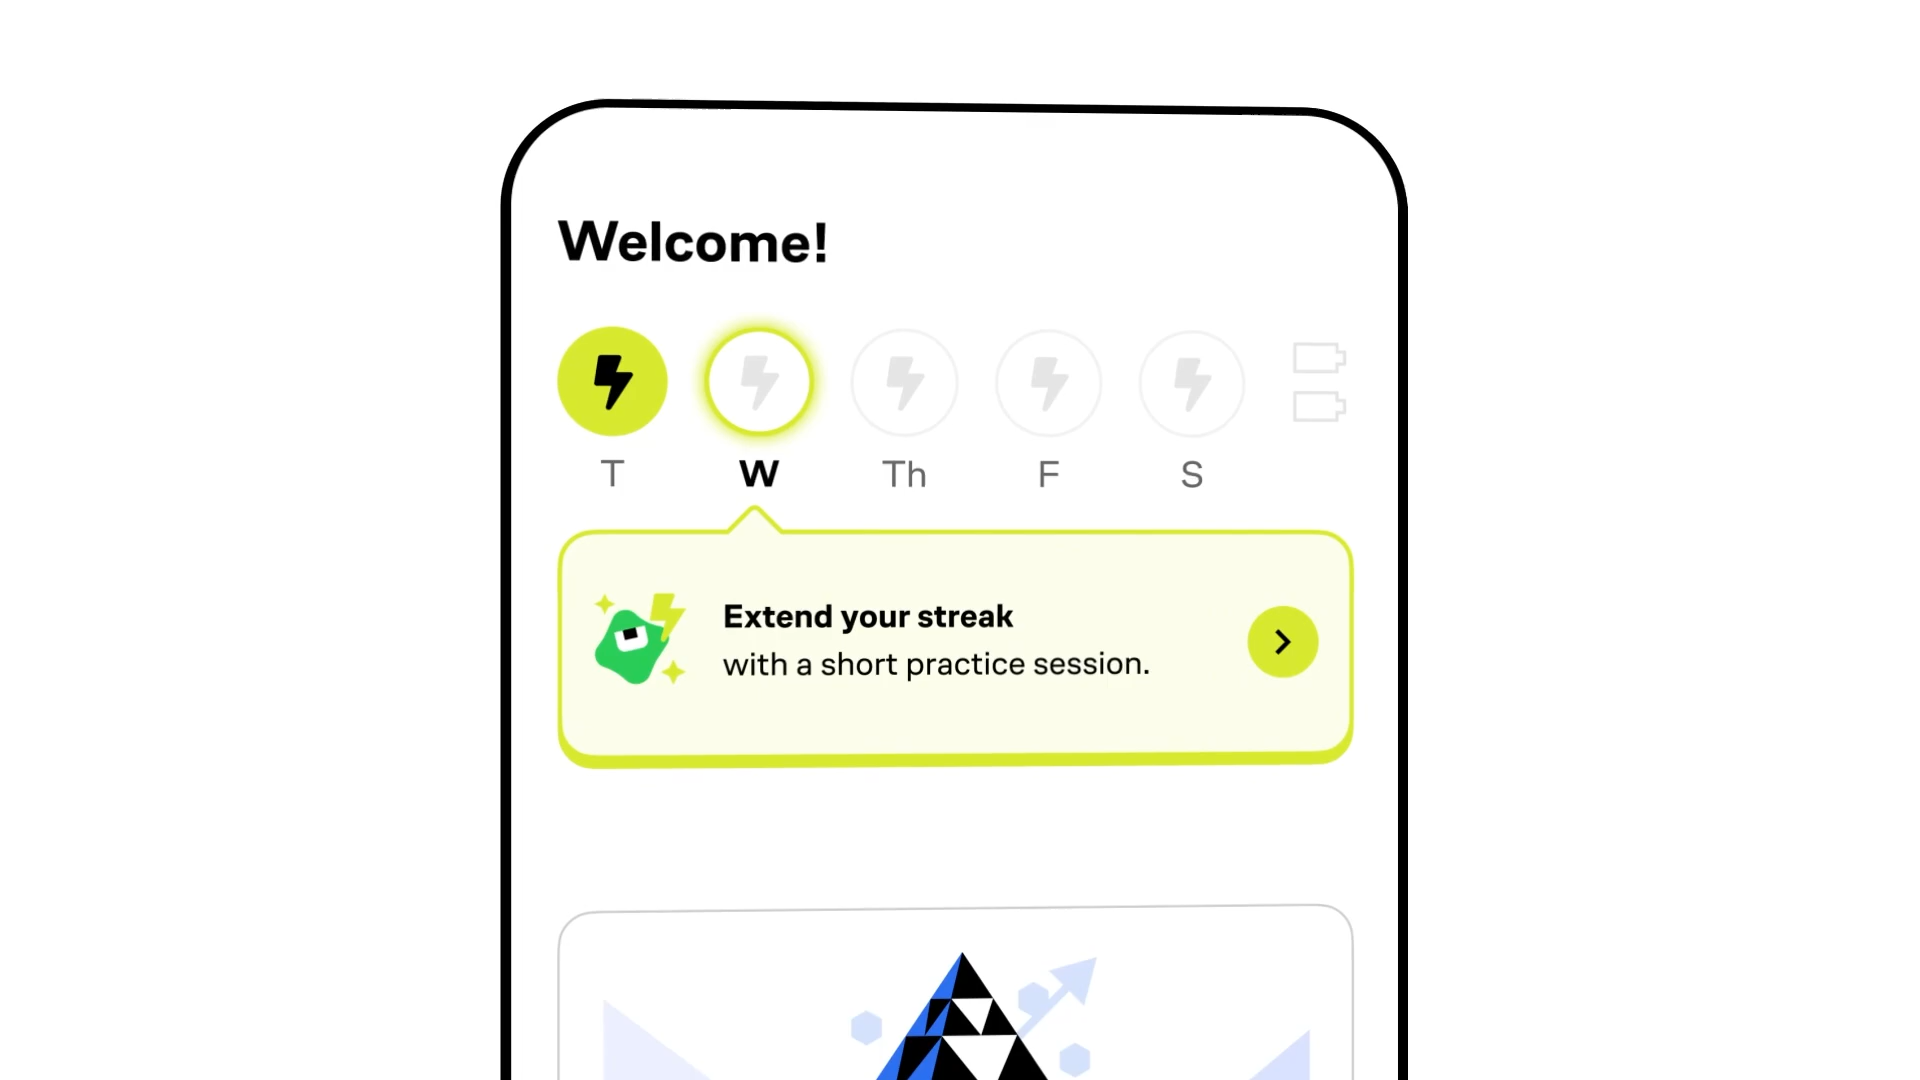 Welcome!
T W Th F S
Extend your streak
with a short practice session.